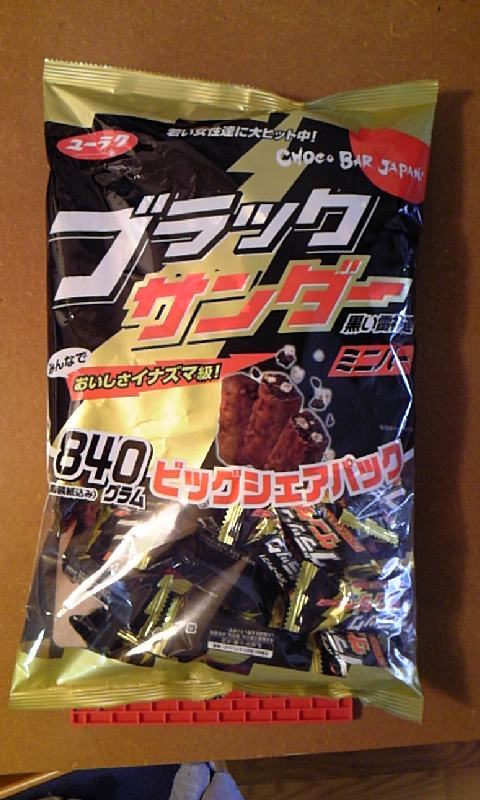 若い女性達に大ヒット中!
ユーラク
CHOCO BAR JAPAN!
ブラック
サンダー
黒い雷神
ミニバー
みんなで
おいしさイナズマ級!
840
グラム
ビッグシェアパック